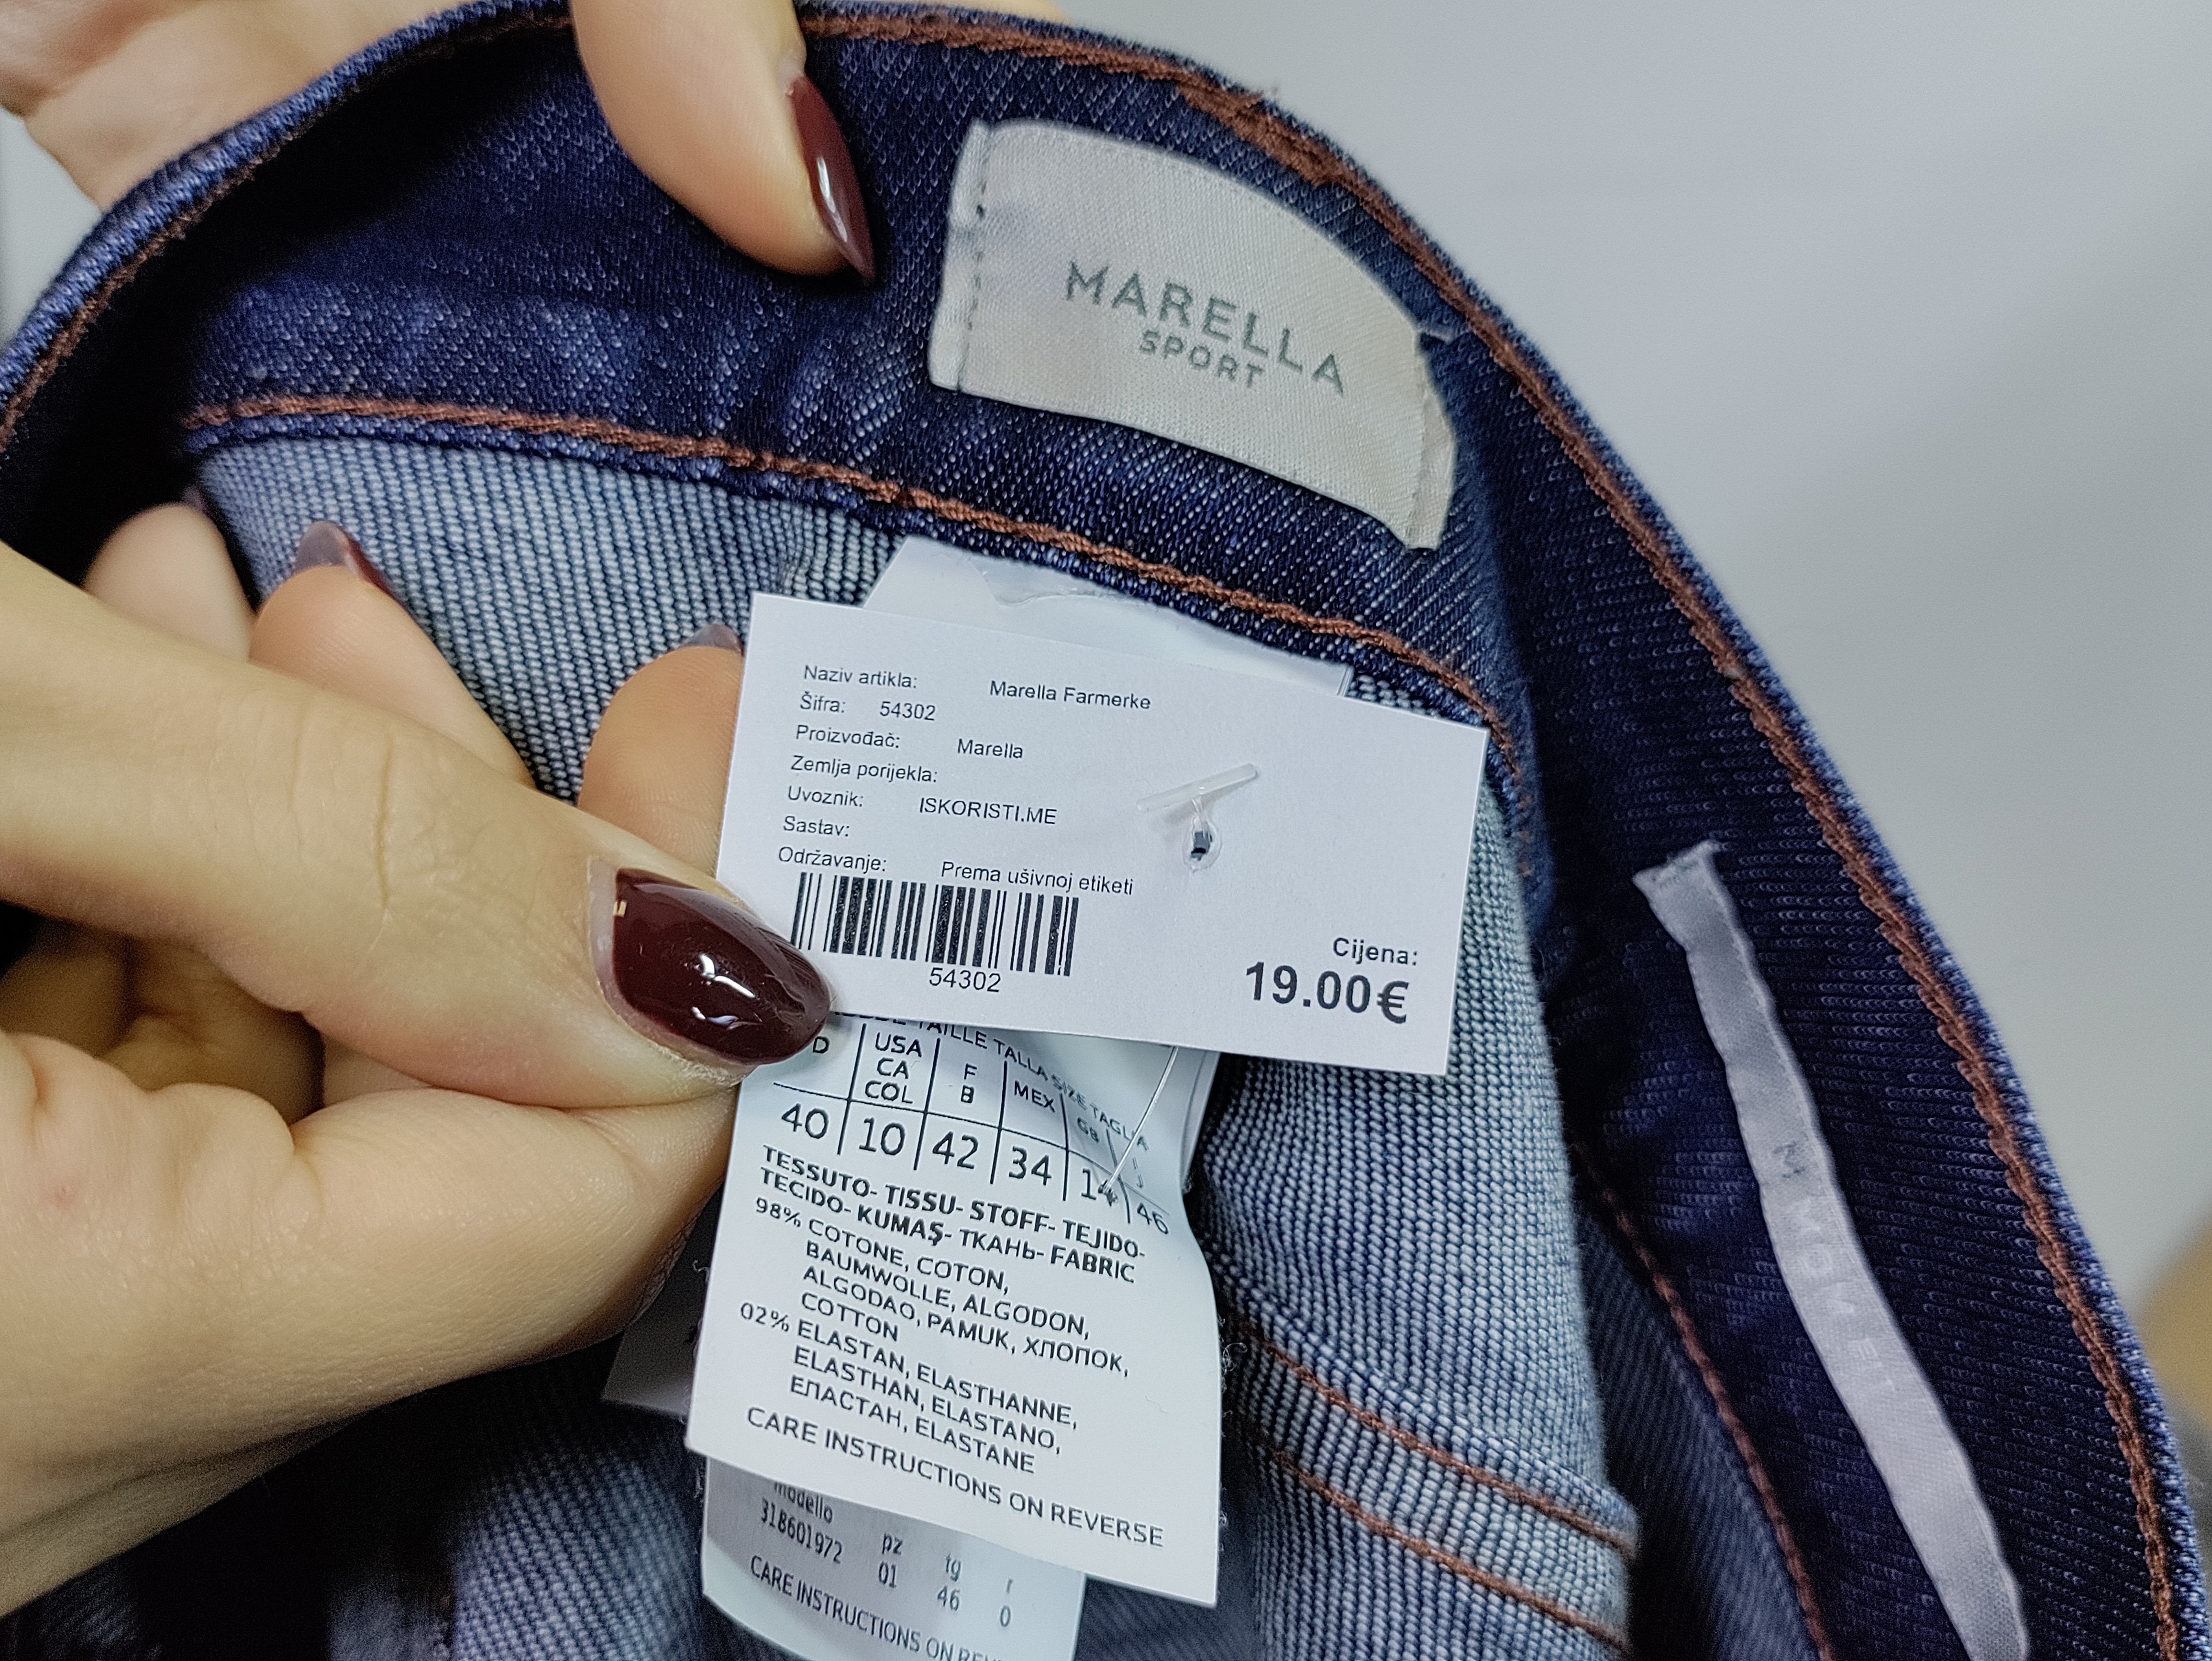 MARELLA
SPORT
Naziv artikla: Marella Farmerke
Šifra: 54302
Proizvođač: Marella
Zemlja porijekla:
Uvoznik: ISKORISTI.ME
Sastav:
Održavanje: Prema ušivnoj etiketi
54302
Cijena:
19.00€
TAILLE TALLA SIZE TAGLIA
D USA CA COL F B MEX GB I
40 10 42 34 14 46
TESSUTO- TISSU- STOFF- TEJIDO-
TECIDO- KUMAŞ- ТКАНЬ- FABRIC
98% COTONE, COTON,
BAUMWOLLE, ALGODON,
ALGODAO, PAMUK, ХЛОПОК,
COTTON
02% ELASTAN, ELASTHANNE,
ELASTHAN, ELASTANO,
ЕПАСТАН, ELASTANE
CARE INSTRUCTIONS ON REVERSE
modello pz tg r
318601972 01 46 0
CARE INSTRUCTIONS ON